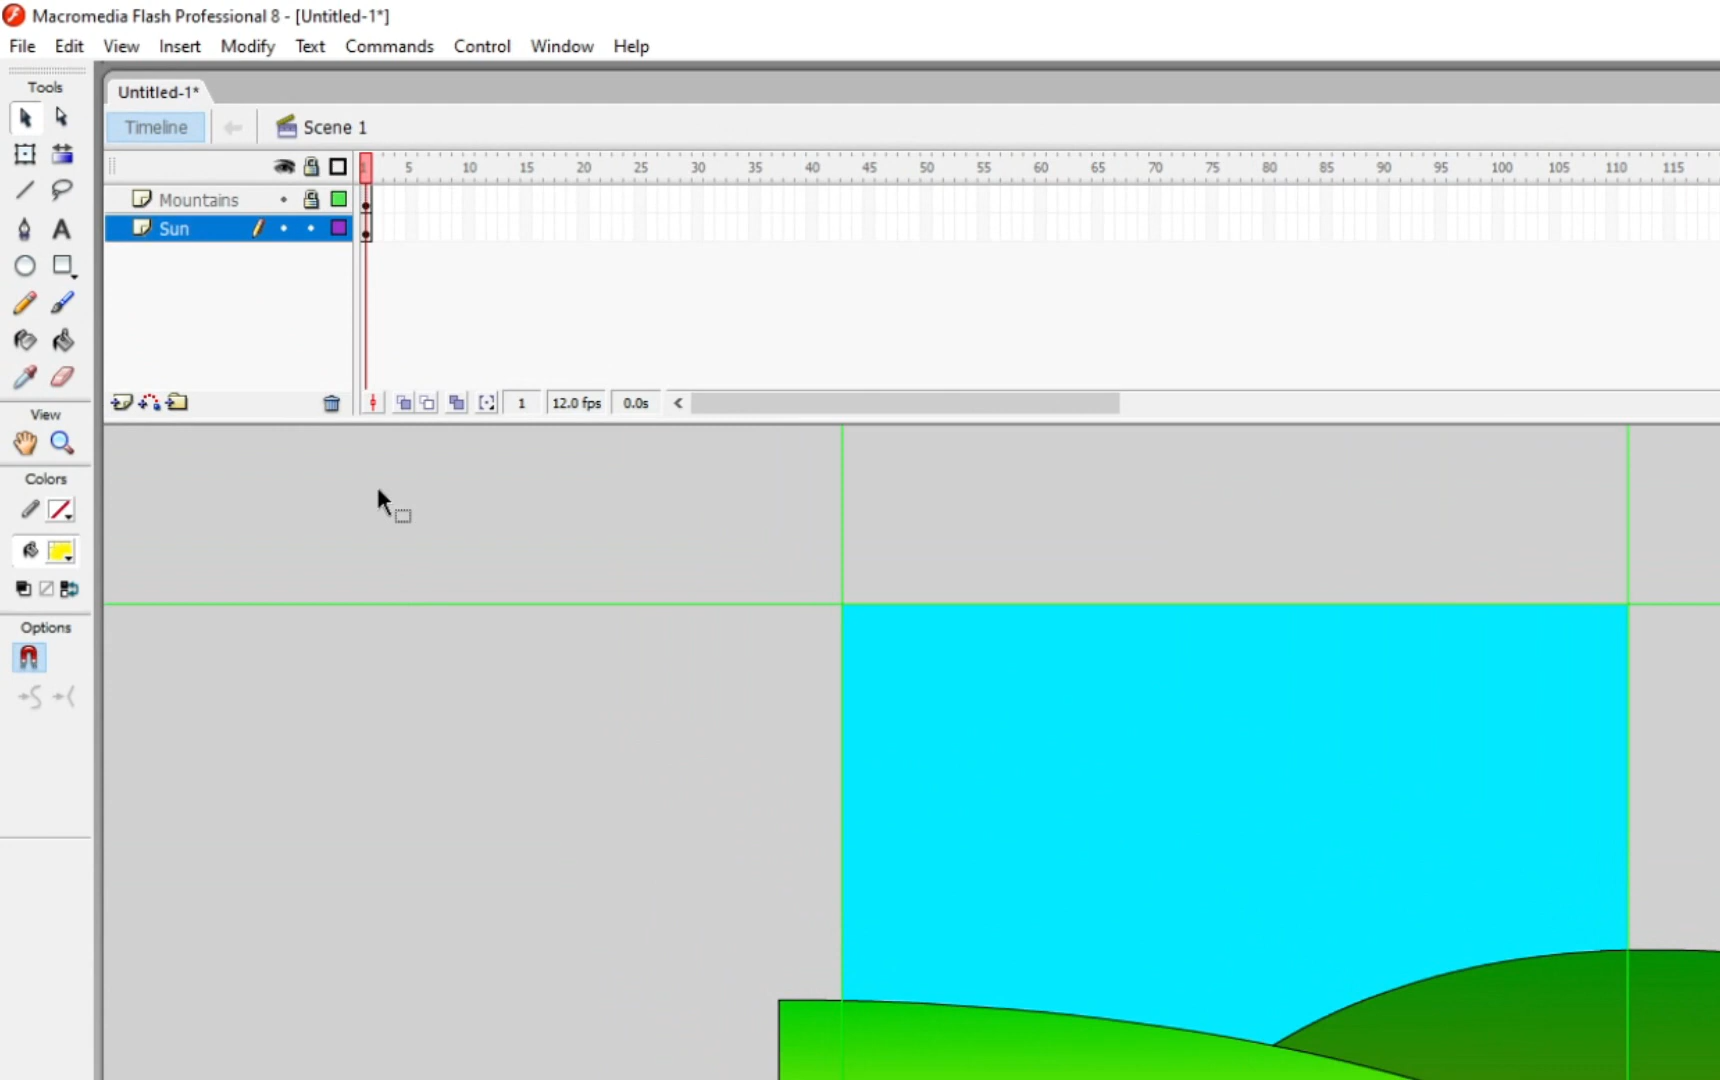 Macromedia Flash Professional 8 - [Untitled-1*]
File Edit View Insert Modify Text Commands Control Window Help
Tools
Untitled-1*
Timeline Scene 1
5 10 15 20 25 30 35 40 45 50 55 60 65 70 75 80 85 90 95 100 105 110 115
Mountains
Sun
1 12.0 fps 0.0s
View
Colors
Options